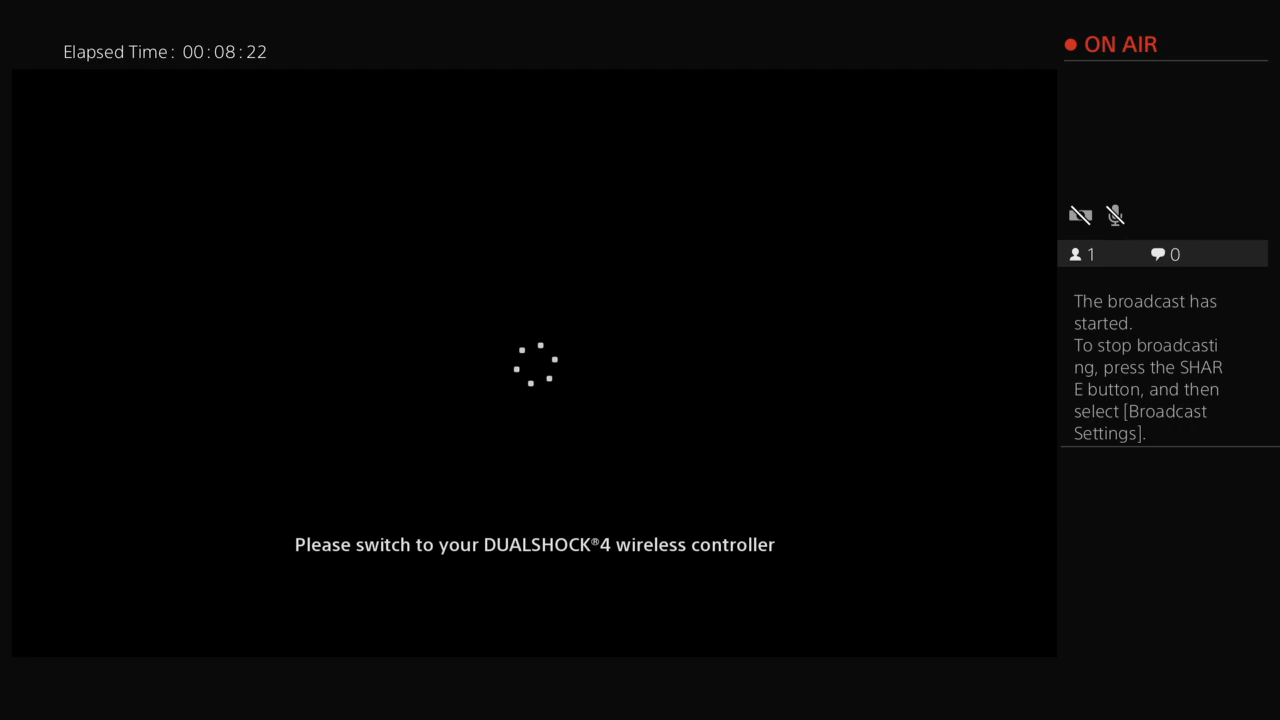 Elapsed Time: 00:08:22
ON AIR
1 0
The broadcast has
started.
To stop broadcasti
ng, press the SHAR
E button, and then
select [Broadcast
Settings].
Please switch to your DUALSHOCK®4 wireless controller